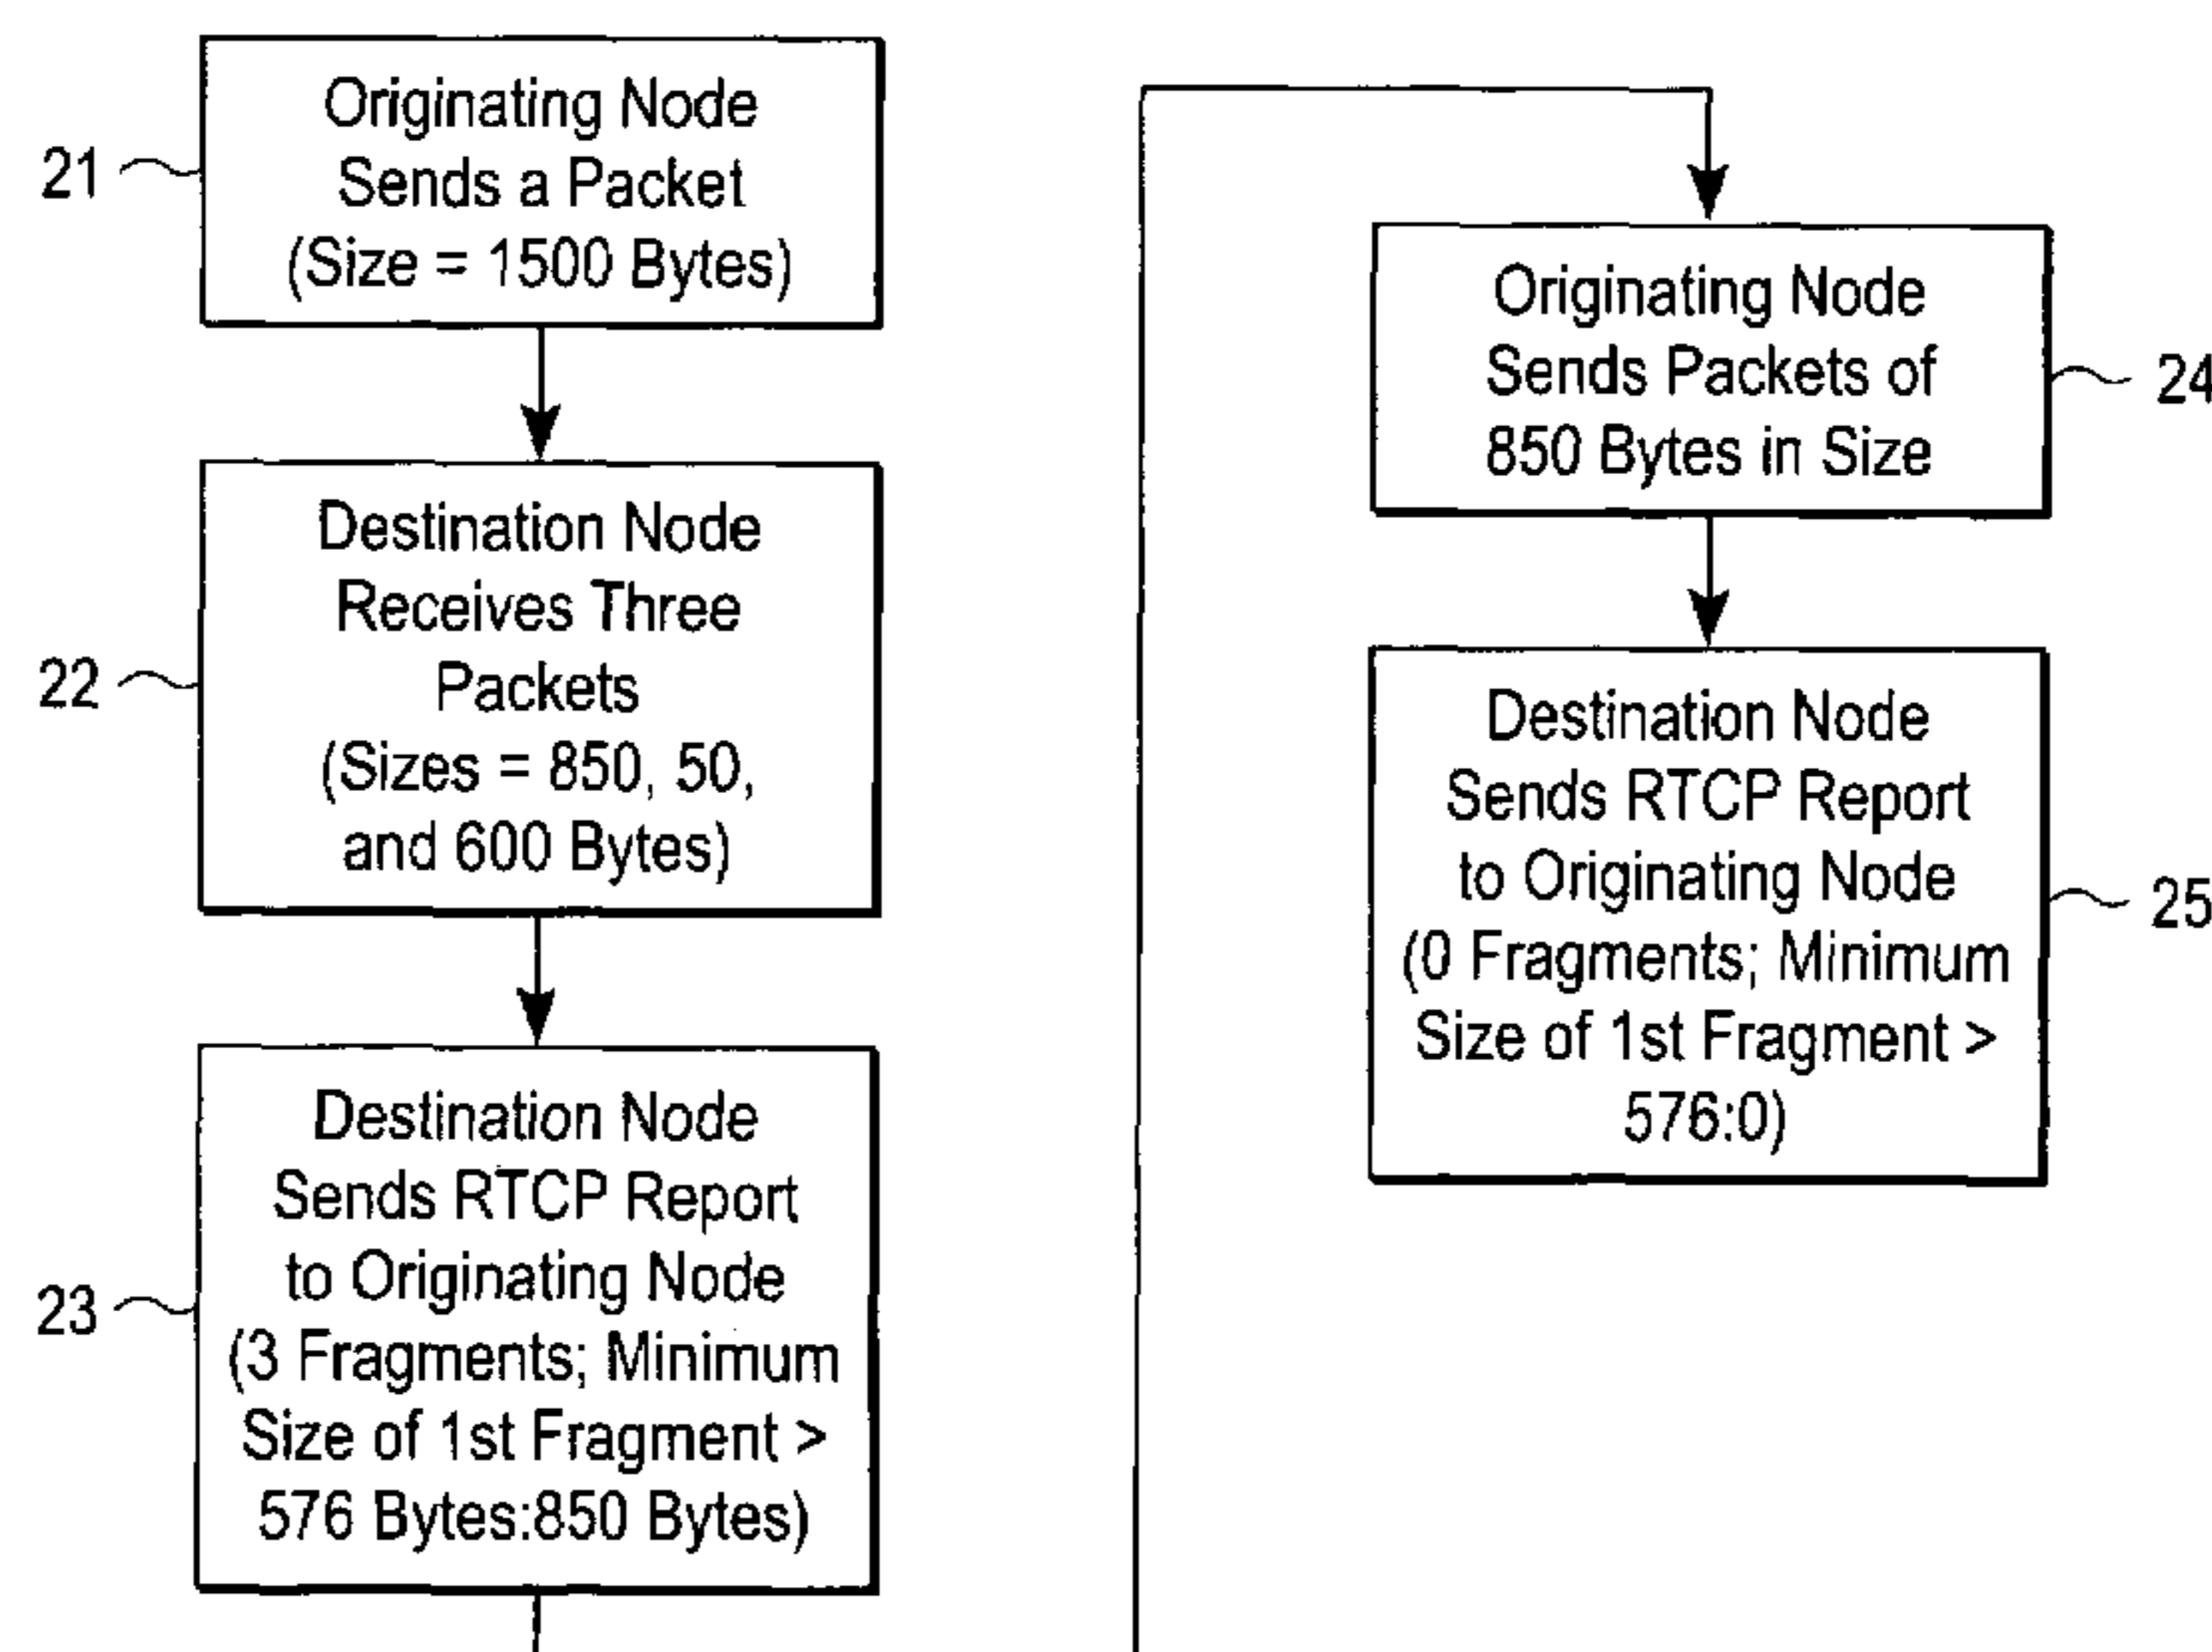 21
Originating Node
Sends a Packet
(Size = 1500 Bytes)
22
Destination Node
Receives Three
Packets
(Sizes = 850, 50,
and 600 Bytes)
23
Destination Node
Sends RTCP Report
to Originating Node
(3 Fragments; Minimum
Size of 1st Fragment >
576 Bytes:850 Bytes)
Originating Node
Sends Packets of
850 Bytes in Size
24
Destination Node
Sends RTCP Report
to Originating Node
(0 Fragments; Minimum
Size of 1st Fragment >
576:0)
25